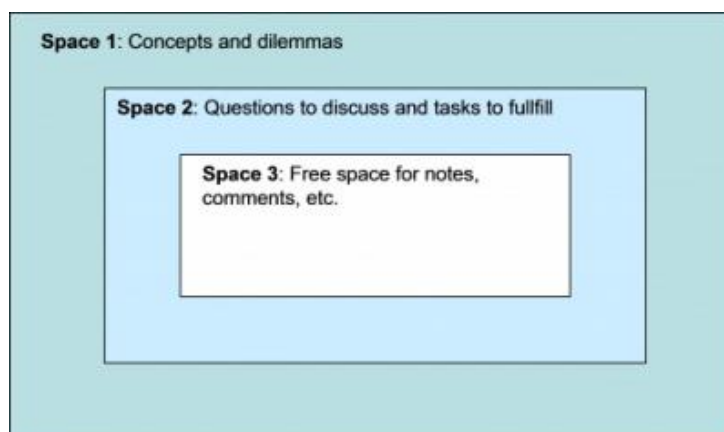 Space 1: Concepts and dilemmas
Space 2: Questions to discuss and tasks to fullfill
Space 3: Free space for notes,
comments, etc.